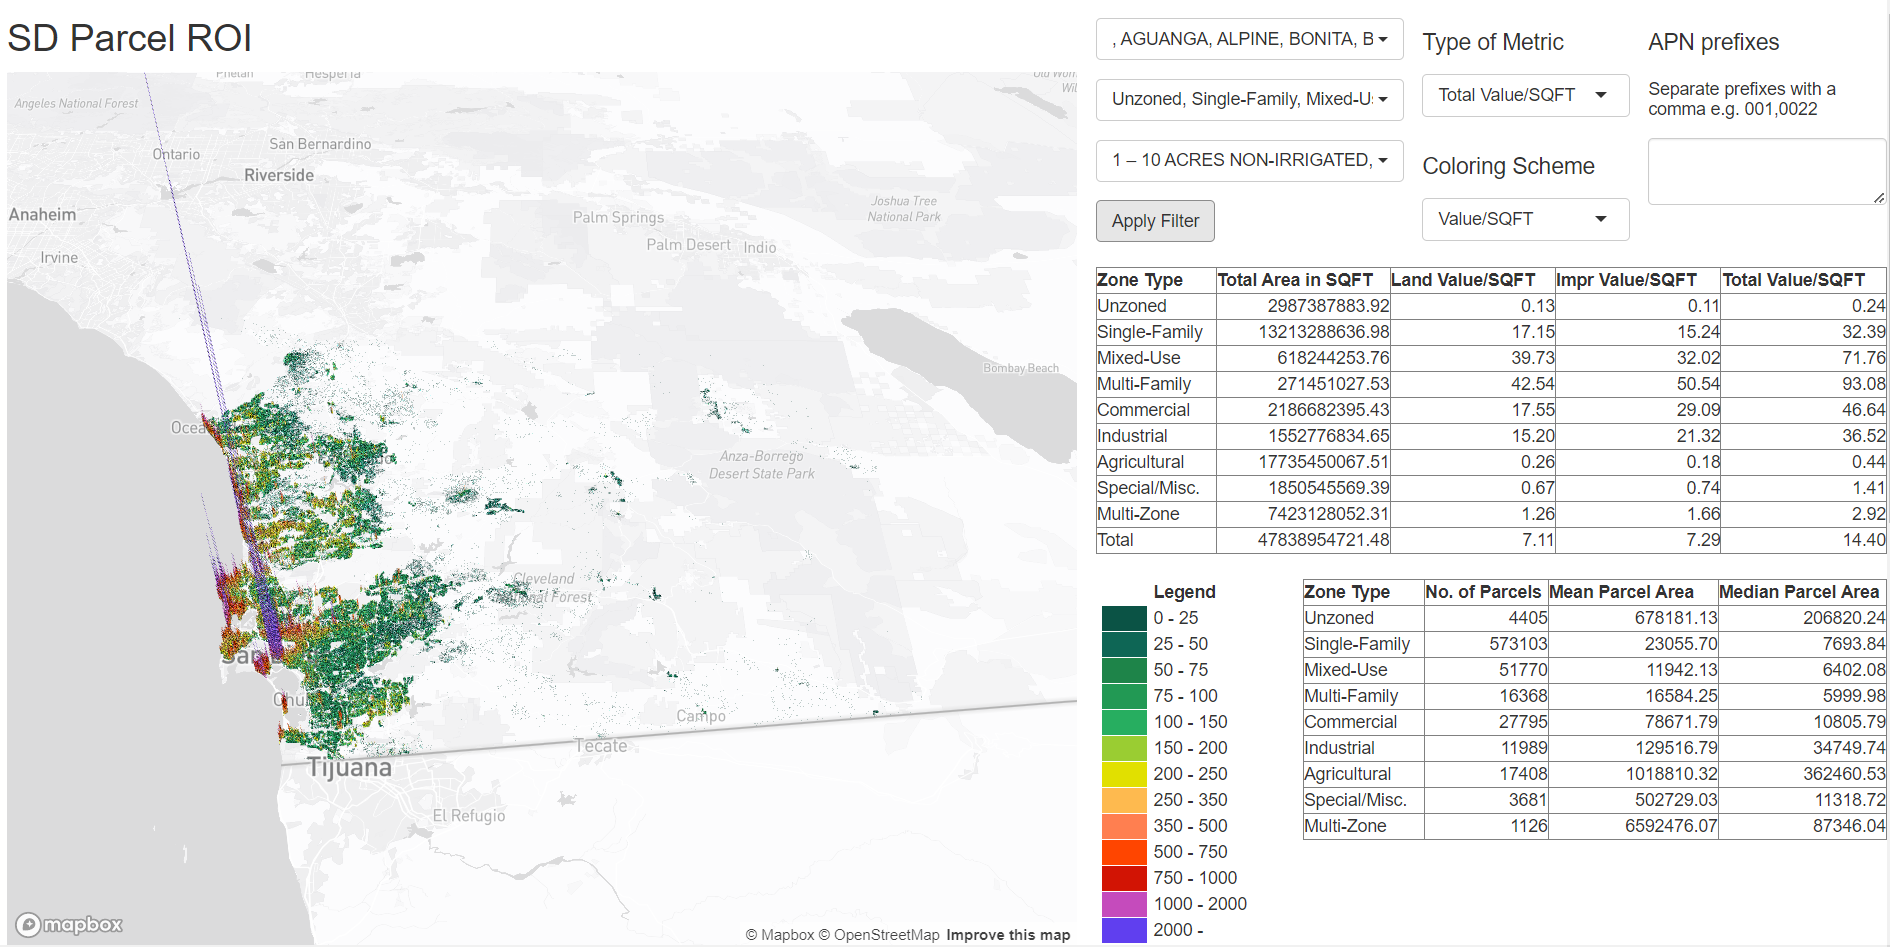 SD Parcel ROI
Phelan
Hesperia
Angeles National Forest
Ontario
San Bernardino
Riverside
Anaheim
Irvine
Palm Springs
Palm Desert
Indio
Joshua Tree
National Park
Bombay Beach
Anza-Borrego
Desert State Park
Cleveland
Campo
Tecate
Tijuana
El Refugio
mapbox
© Mapbox © OpenStreetMap Improve this map
, AGUANGA, ALPINE, BONITA, B
Unzoned, Single-Family, Mixed-U
1 – 10 ACRES NON-IRRIGATED,
Apply Filter
Type of Metric
Total Value/SQFT
Coloring Scheme
Value/SQFT
APN prefixes
Separate prefixes with a
comma e.g. 001,0022
Zone Type Total Area in SQFT Land Value/SQFT Impr Value/SQFT Total Value/SQFT
Unzoned 2987387883.92 0.13 0.11 0.24
Single-Family 13213288636.98 17.15 15.24 32.39
Mixed-Use 618244253.76 39.73 32.02 71.76
Multi-Family 271451027.53 42.54 50.54 93.08
Commercial 2186682395.43 17.55 29.09 46.64
Industrial 1552776834.65 15.20 21.32 36.52
Agricultural 17735450067.51 0.26 0.18 0.44
Special/Misc. 1850545569.39 0.67 0.74 1.41
Multi-Zone 7423128052.31 1.26 1.66 2.92
Total 47838954721.48 7.11 7.29 14.40
Legend
0 - 25
25 - 50
50 - 75
75 - 100
100 - 150
150 - 200
200 - 250
250 - 350
350 - 500
500 - 750
750 - 1000
1000 - 2000
2000 -
Zone Type No. of Parcels Mean Parcel Area Median Parcel Area
Unzoned 4405 678181.13 206820.24
Single-Family 573103 23055.70 7693.84
Mixed-Use 51770 11942.13 6402.08
Multi-Family 16368 16584.25 5999.98
Commercial 27795 78671.79 10805.79
Industrial 11989 129516.79 34749.74
Agricultural 17408 1018810.32 362460.53
Special/Misc. 3681 502729.03 11318.72
Multi-Zone 1126 6592476.07 87346.04